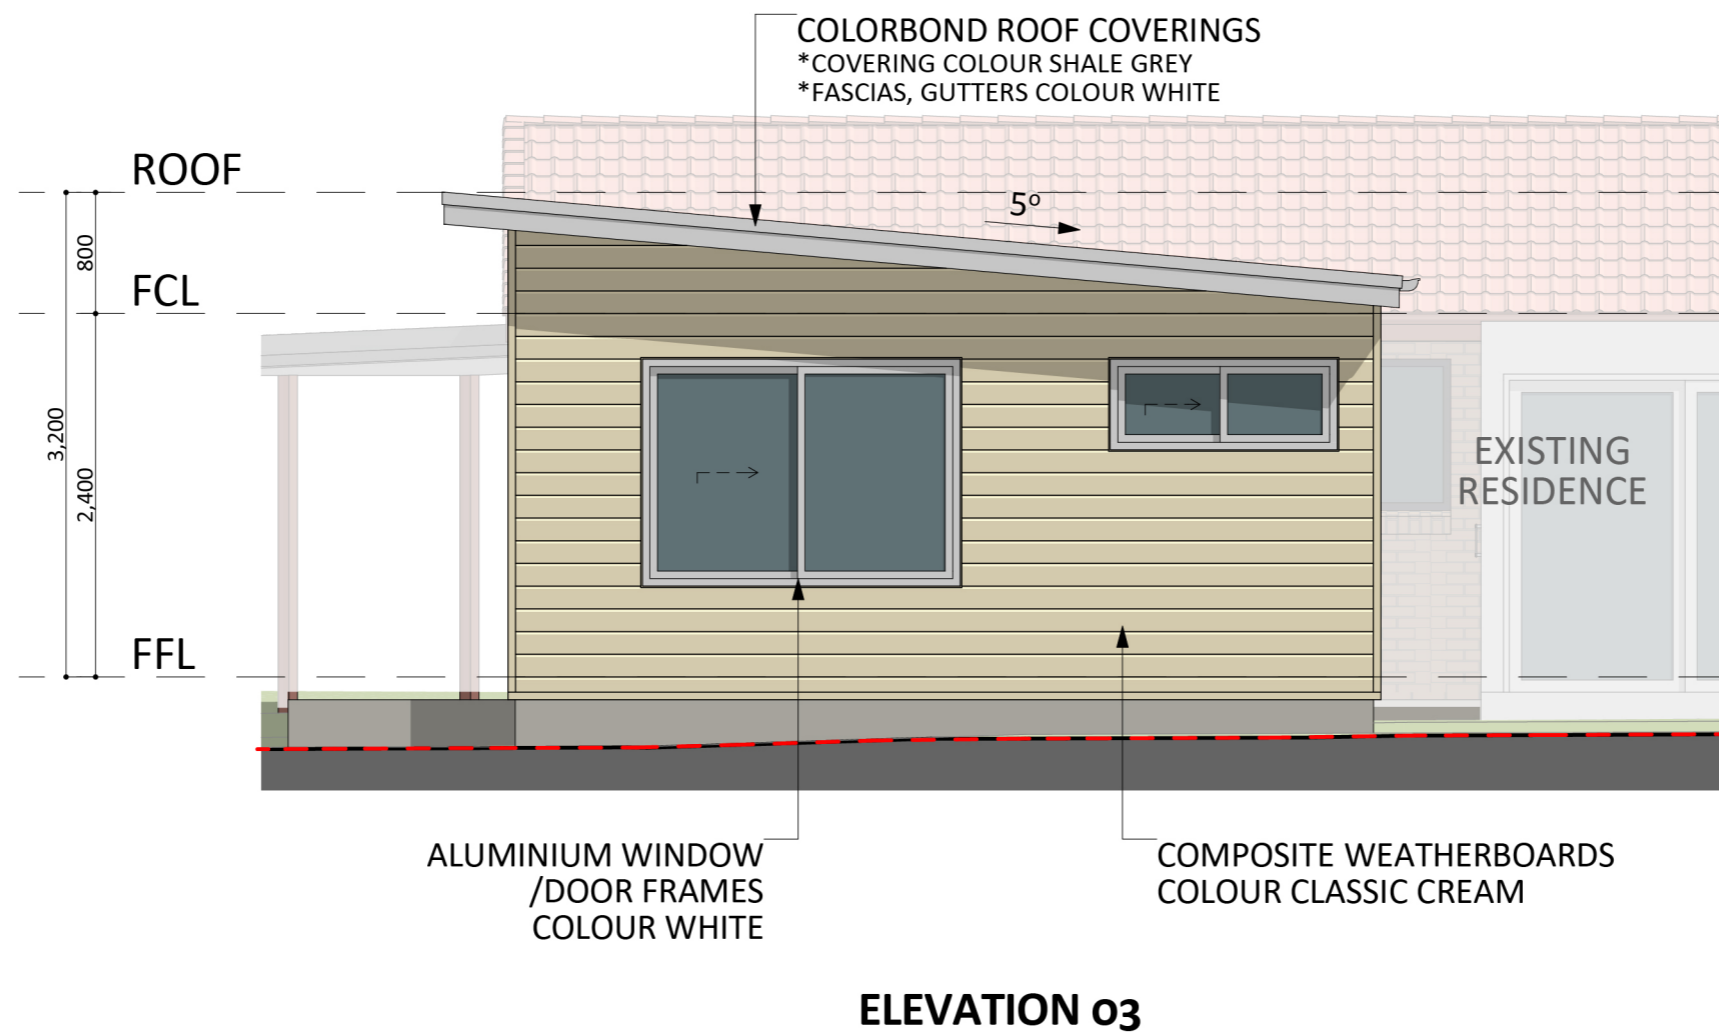 COLORBOND ROOF COVERINGS
*COVERING COLOUR SHALE GREY
*FASCIAS, GUTTERS COLOUR WHITE
ROOF
5º
800
FCL
3,200
2,400
EXISTING
RESIDENCE
FFL
ALUMINIUM WINDOW
/DOOR FRAMES
COLOUR WHITE
COMPOSITE WEATHERBOARDS
COLOUR CLASSIC CREAM
ELEVATION 03